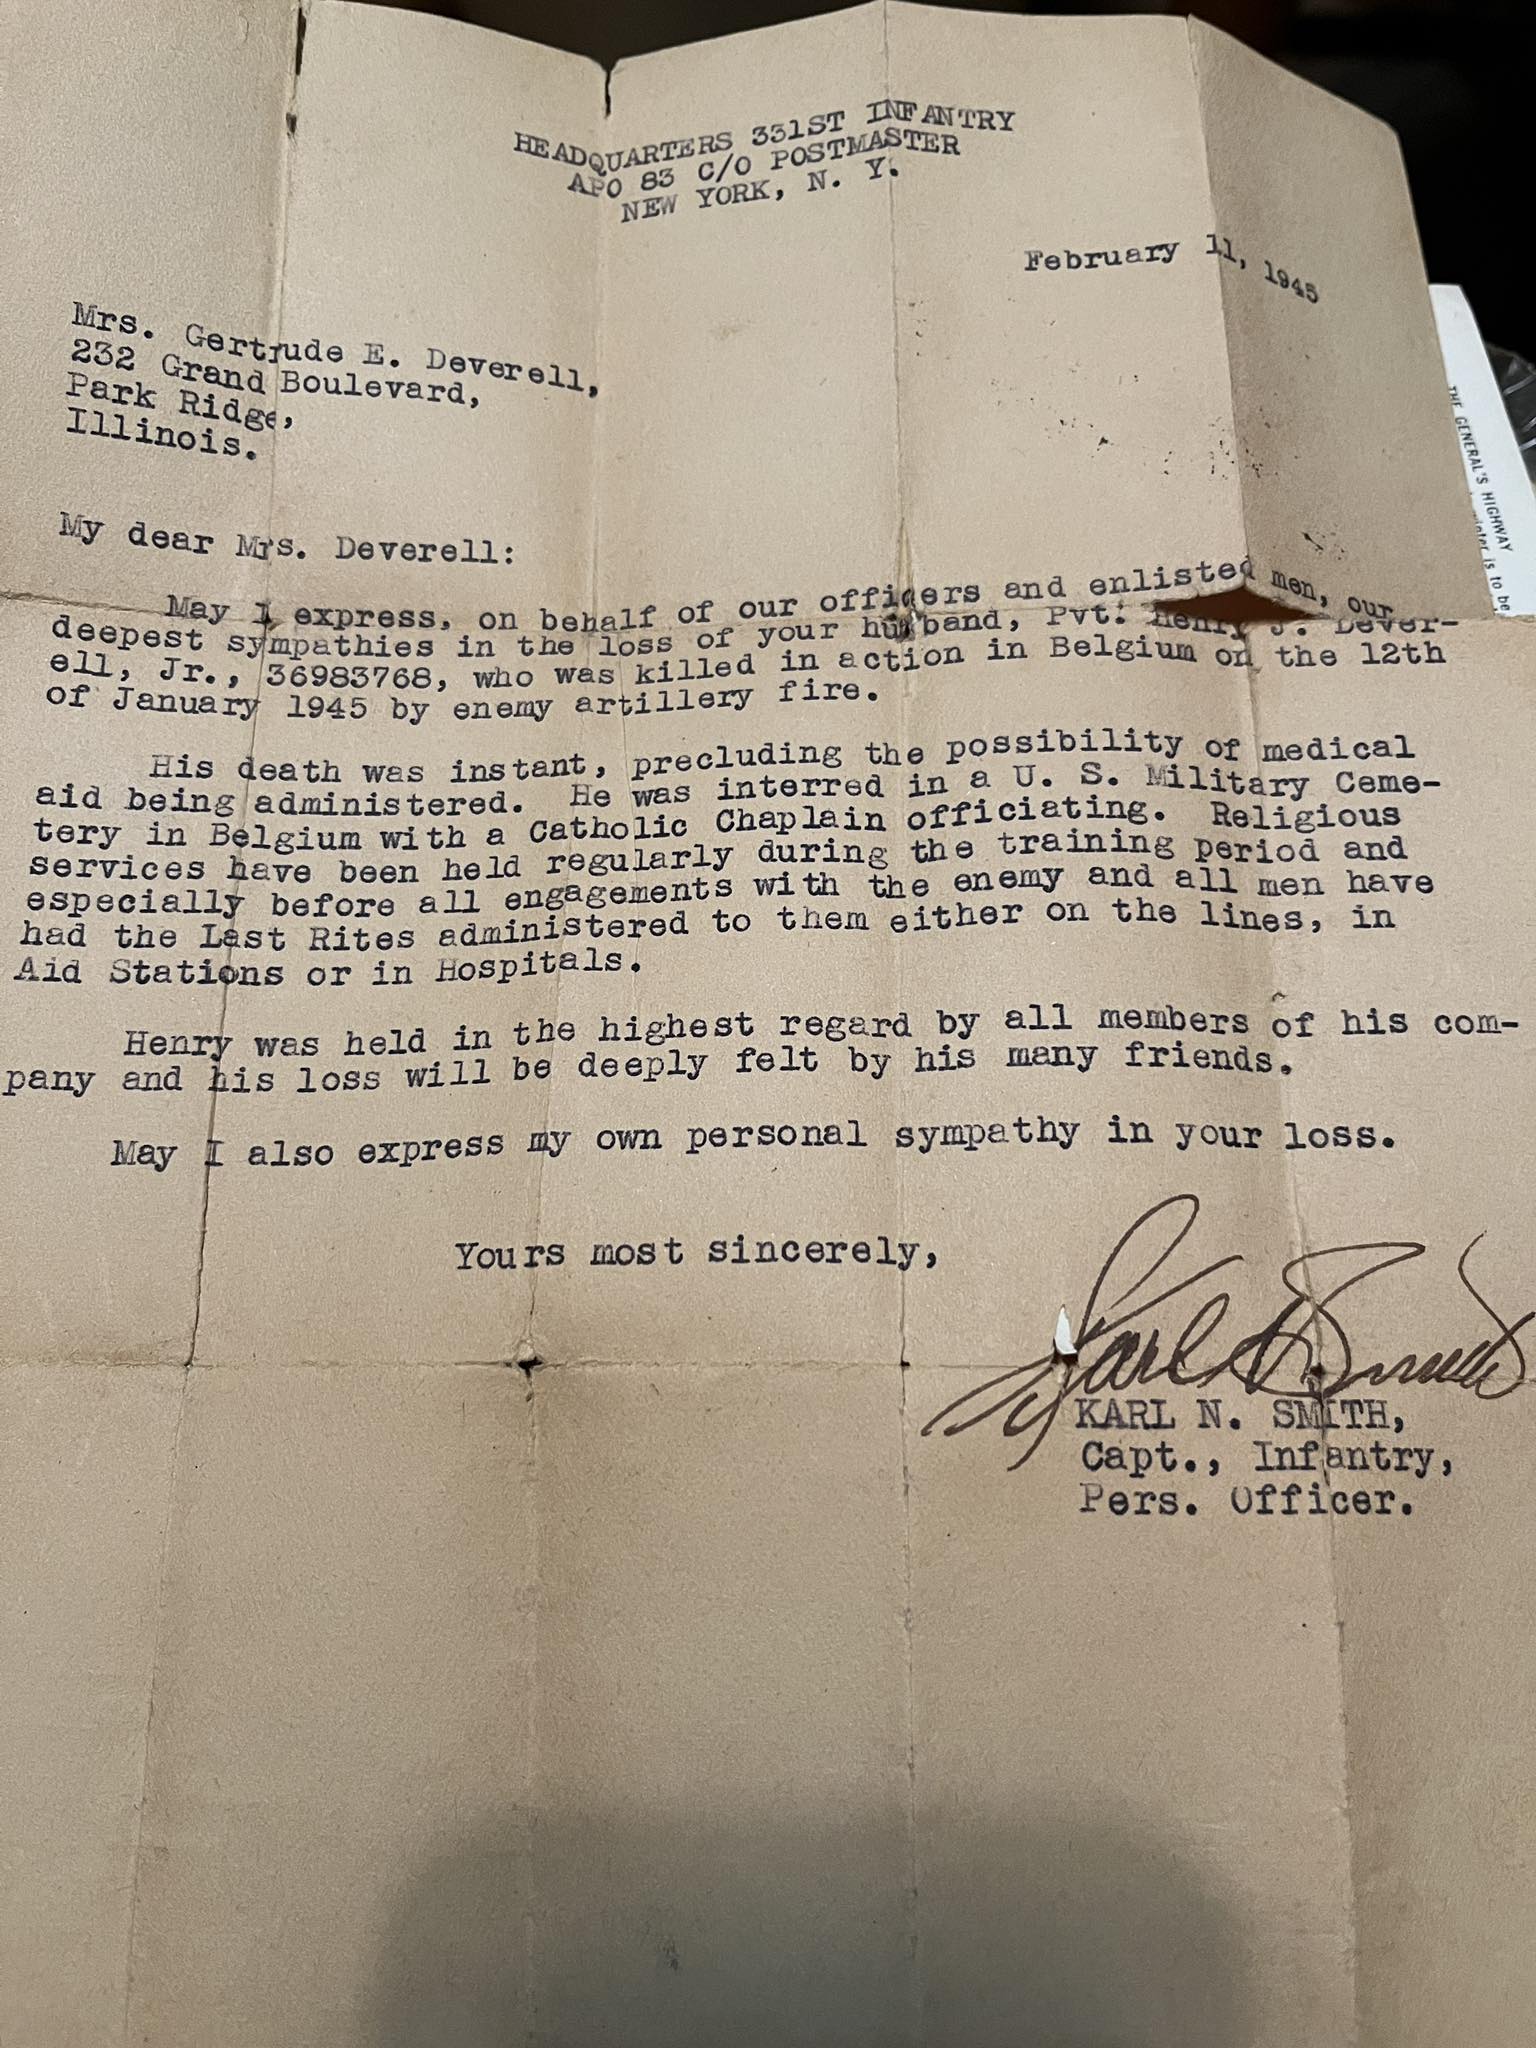 HEADQUARTERS 331ST INFANTRY
APO 83 C/O POSTMASTER
NEW YORK, N. Y.
February 11, 1945
Mrs. Gertrude E. Deverell,
232 Grand Boulevard,
Park Ridge,
Illinois.
My dear Mrs. Deverell:
May I express, on behalf of our officers and enlisted men, our
deepest sympathies in the loss of your husband, Pvt. Henry J. Dever-
ell, Jr., 36983768, who was killed in action in Belgium on the 12th
of January 1945 by enemy artillery fire.
His death was instant, precluding the possibility of medical
aid being administered. He was interred in a U. S. Military Ceme-
tery in Belgium with a Catholic Chaplain officiating. Religious
services have been held regularly during the training period and
especially before all engagements with the enemy and all men have
had the Last Rites administered to them either on the lines, in
Aid Stations or in Hospitals.
Henry was held in the highest regard by all members of his com-
pany and his loss will be deeply felt by his many friends.
May I also express my own personal sympathy in your loss.
Yours most sincerely,
Karl N Smith
KARL N. SMITH,
Capt., Infantry,
Pers. Officer.
THE GENERAL'S HIGHWAY
is to be